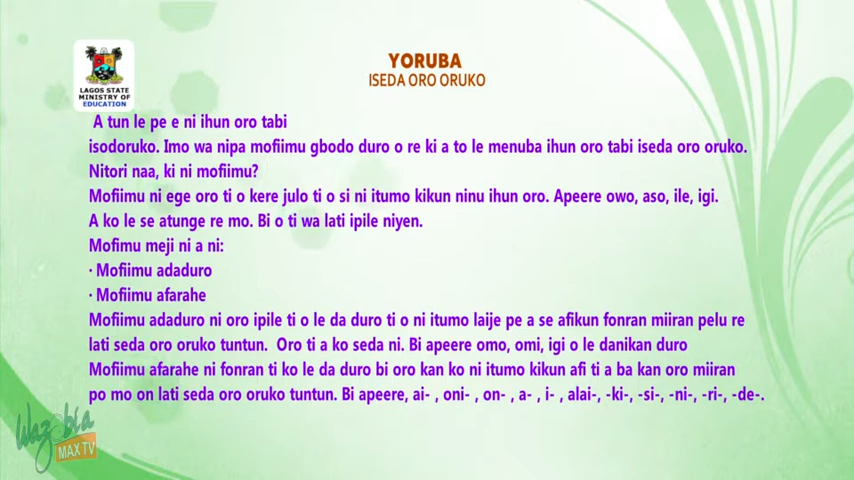 YORUBA
ISEDA ORO ORUKO
LAGOS STATE
MINISTRY OF
EDUCATION
A tun le pe e ni ihun oro tabi
isodoruko. Imo wa nipa mofiimu gbodo duro o re ki a to le menuba ihun oro tabi iseda oro oruko.
Nitori naa, ki ni mofiimu?
Mofiimu ni ege oro ti o kere julo ti o si ni itumo kikun ninu ihun oro. Apeere owo, aso, ile, igi.
A ko le se atunge re mo. Bi o ti wa lati ipile niyen.
Mofimu meji ni a ni:
· Mofiimu adaduro
· Mofiimu afarahe
Mofiimu adaduro ni oro ipile ti o le da duro ti o ni itumo laije pe a se afikun fonran miiran pelu re
lati seda oro oruko tuntun. Oro ti a ko seda ni. Bi apeere omo, omi, igi o le danikan duro
Mofiimu afarahe ni fonran ti ko le da duro bi oro kan ko ni itumo kikun afi ti a ba kan oro miiran
po mo on lati seda oro oruko tuntun. Bi apeere, ai- , oni- , on- , a- , i- , alai-, -ki-, -si-, -ni-, -ri-, -de-.
Wazobia
MAX TV